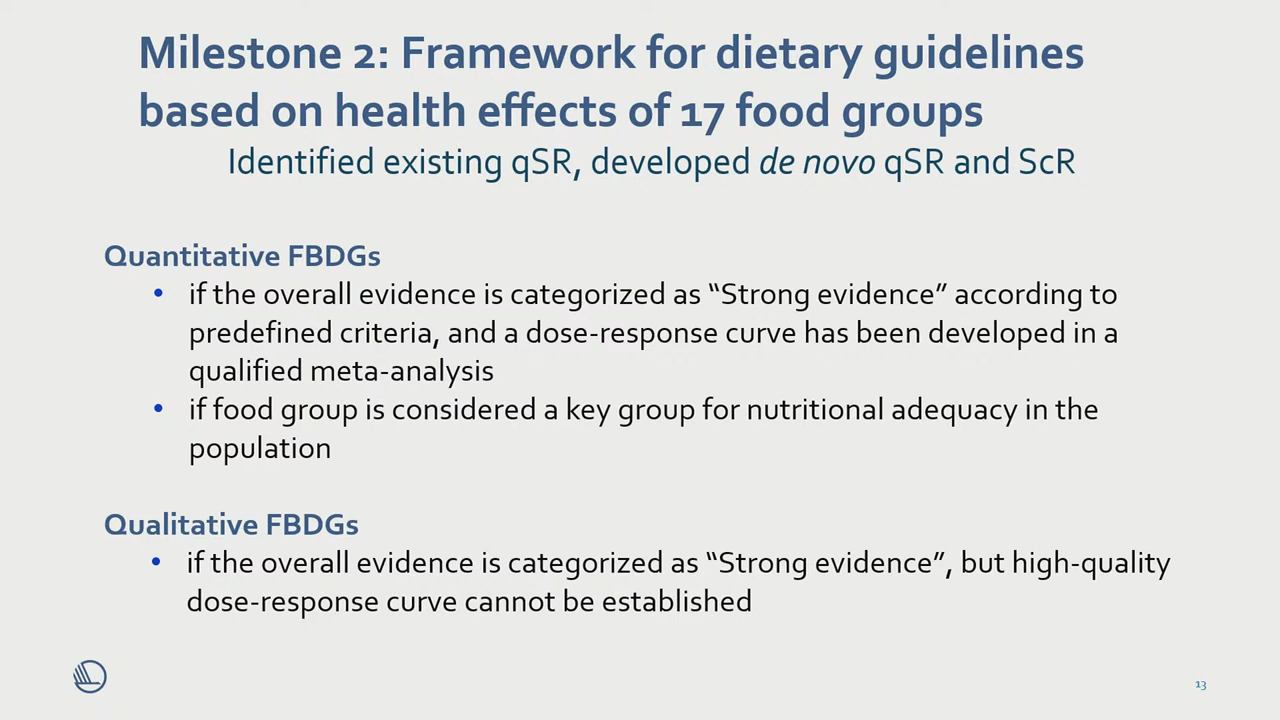 Milestone 2: Framework for dietary guidelines
based on health effects of 17 food groups
Identified existing qSR, developed de novo qSR and ScR
Quantitative FBDGs
• if the overall evidence is categorized as “Strong evidence” according to
predefined criteria, and a dose-response curve has been developed in a
qualified meta-analysis
• if food group is considered a key group for nutritional adequacy in the
population
Qualitative FBDGs
• if the overall evidence is categorized as “Strong evidence”, but high-quality
dose-response curve cannot be established
13